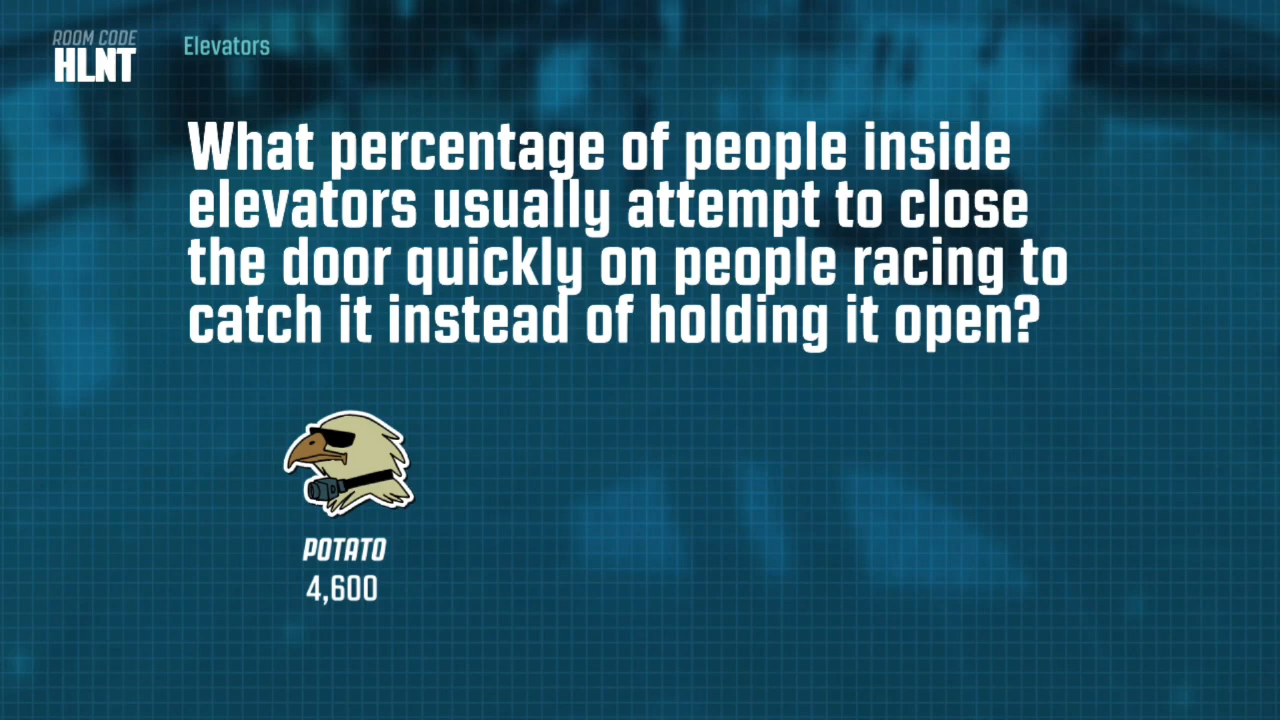 ROOM CODE
HLNT
Elevators
What percentage of people inside
elevators usually attempt to close
the door quickly on people racing to
catch it instead of holding it open?
POTATO
4,600